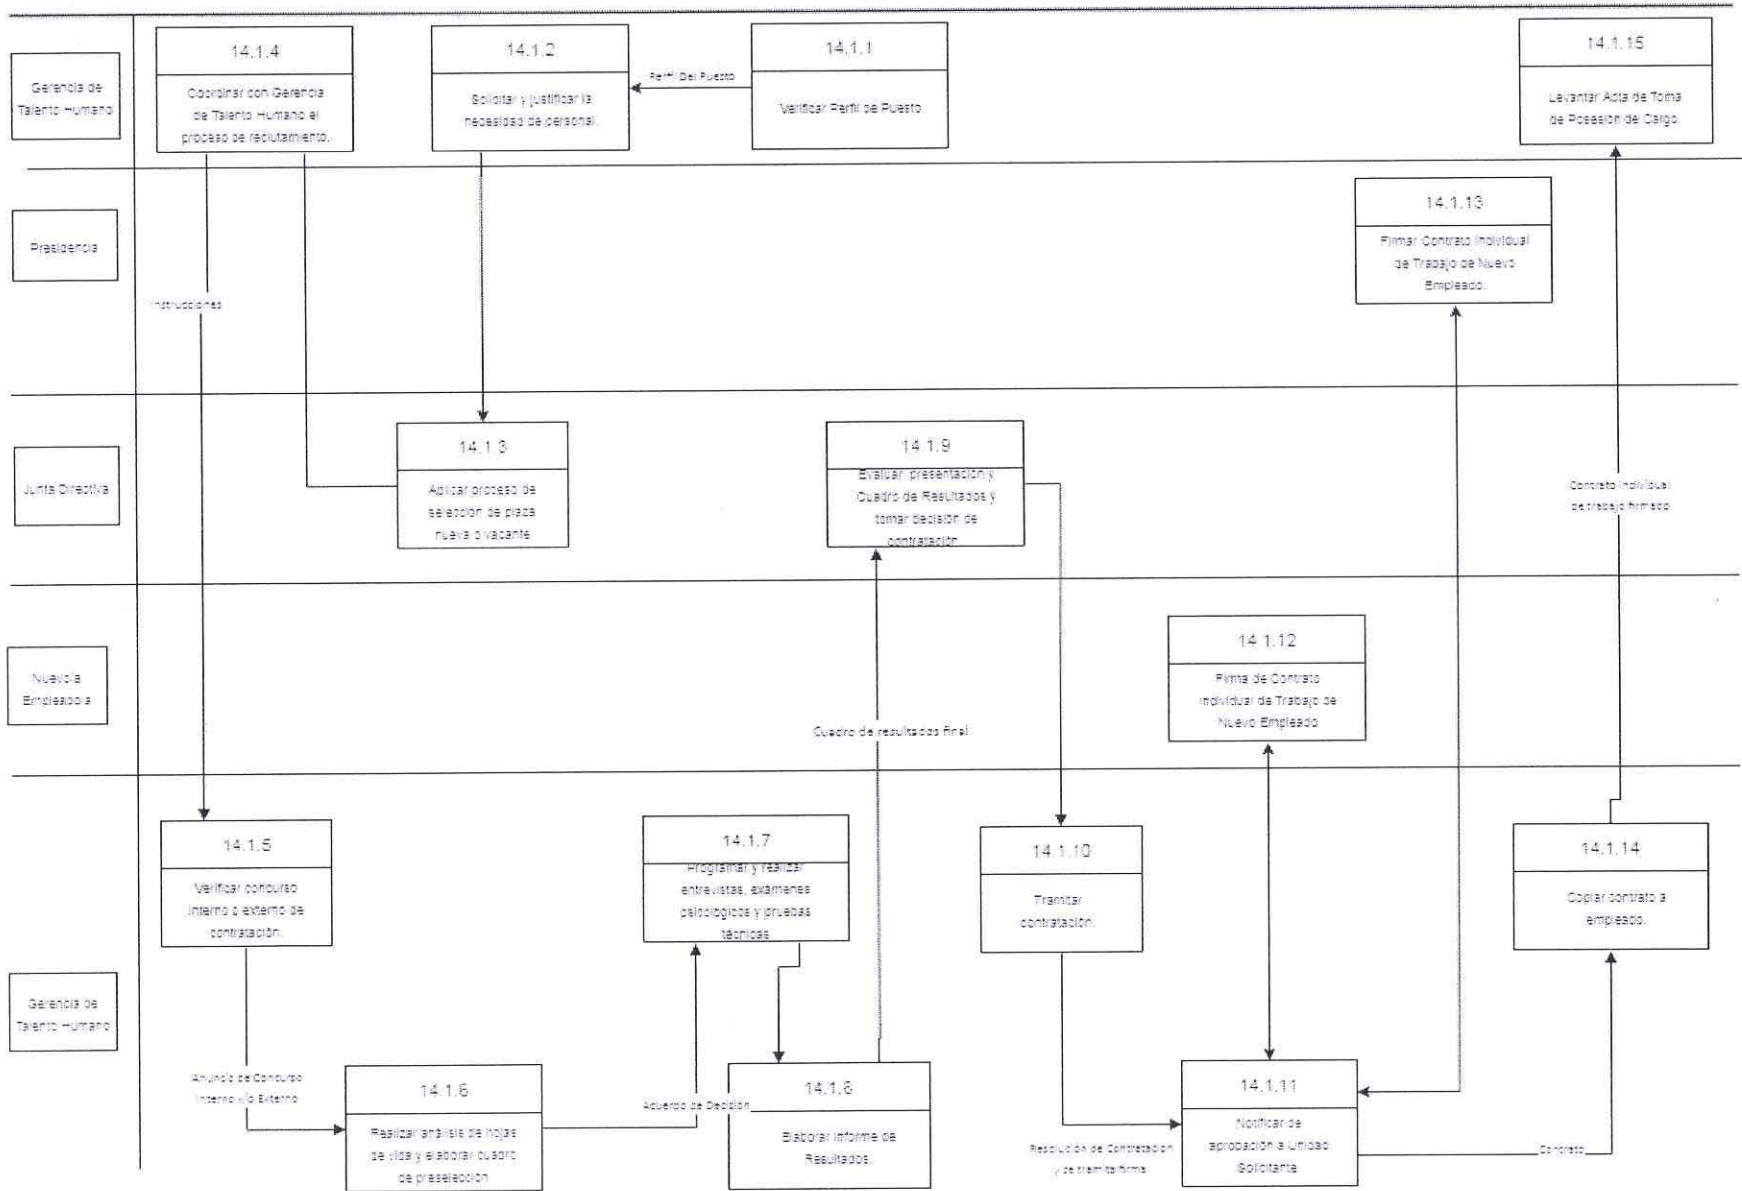 Gerencia de
Talento Humano
14.1.4
Coordinar con Gerencia
de Talento Humano el
proceso de reclutamiento.
14.1.2
Solicitar y justificar la
necesidad de personal.
Perfil Del Puesto
14.1.1
Verificar Perfil de Puesto
14.1.15
Levantar Acta de Toma
de Posesión de Cargo.
Presidencia
Instrucciones
14.1.13
Firmar Contrato Individual
de Trabajo de Nuevo
Empleado.
Junta Directiva
14.1.3
Aplicar proceso de
selección de plaza
nueva o vacante
14.1.9
Evaluar presentación y
Cuadro de Resultados y
tomar decisión de
contratación
Contrato Individual
de trabajo firmado
Nuevo/a
Emplead@/a
Cuadro de resultados final
14.1.12
Firma de Contrato
Individual de Trabajo de
Nuevo Empleado
Gerencia de
Talento Humano
14.1.5
Verificar concurso
interno o externo de
contratación.
Anuncio de Concurso
Interno y/o Externo
14.1.6
Realizar análisis de hojas
de vida y elaborar cuadro
de preselección
14.1.7
Programar y realizar
entrevistas, exámenes
psicológicos y pruebas
técnicas
Acuerdo de Decisión
14.1.8
Elaborar Informe de
Resultados.
14.1.10
Tramitar
contratación.
Resolución de Contratación
y se tramita firma
14.1.11
Notificar de
aprobación a Unidad
Solicitante
Contrato
14.1.14
Copiar contrato a
empleado.